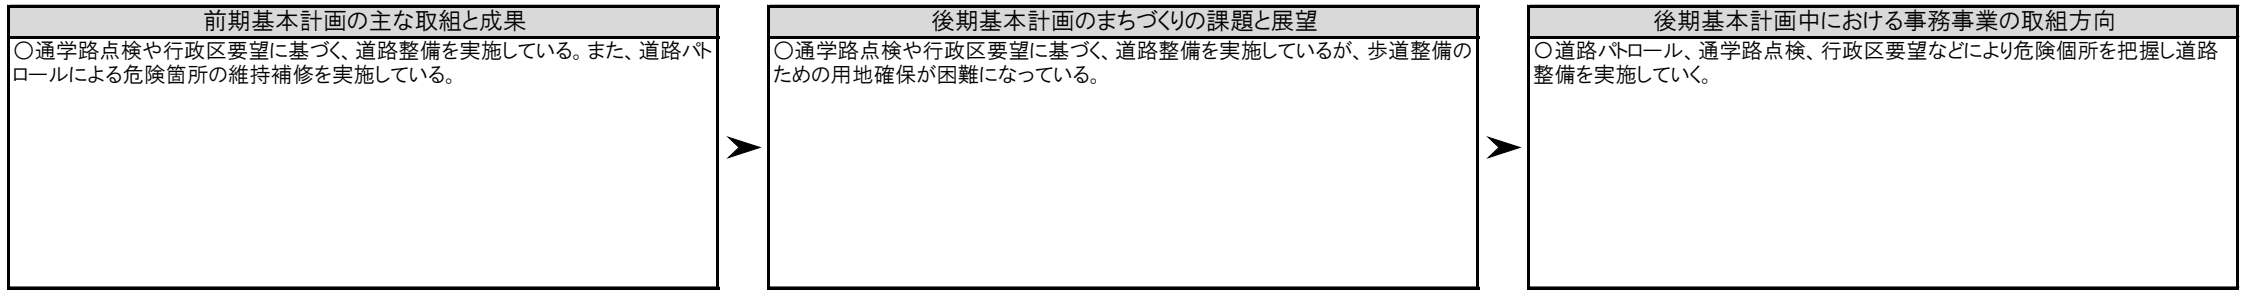 前期基本計画の主な取組と成果
〇通学路点検や行政区要望に基づく、道路整備を実施している。また、道路パト
ロールによる危険箇所の維持補修を実施している。
後期基本計画のまちづくりの課題と展望
〇通学路点検や行政区要望に基づく、道路整備を実施しているが、歩道整備の
ための用地確保が困難になっている。
後期基本計画中における事務事業の取組方向
〇道路パトロール、通学路点検、行政区要望などにより危険個所を把握し道路
整備を実施していく。